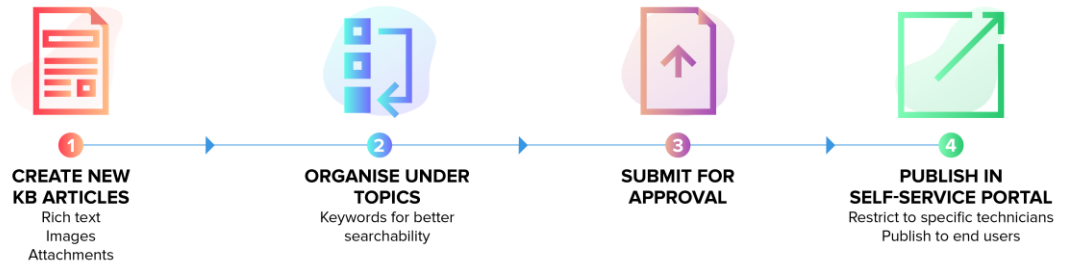 1
CREATE NEW
KB ARTICLES
Rich text
Images
Attachments
2
ORGANISE UNDER
TOPICS
Keywords for better
searchability
3
SUBMIT FOR
APPROVAL
4
PUBLISH IN
SELF-SERVICE PORTAL
Restrict to specific technicians
Publish to end users